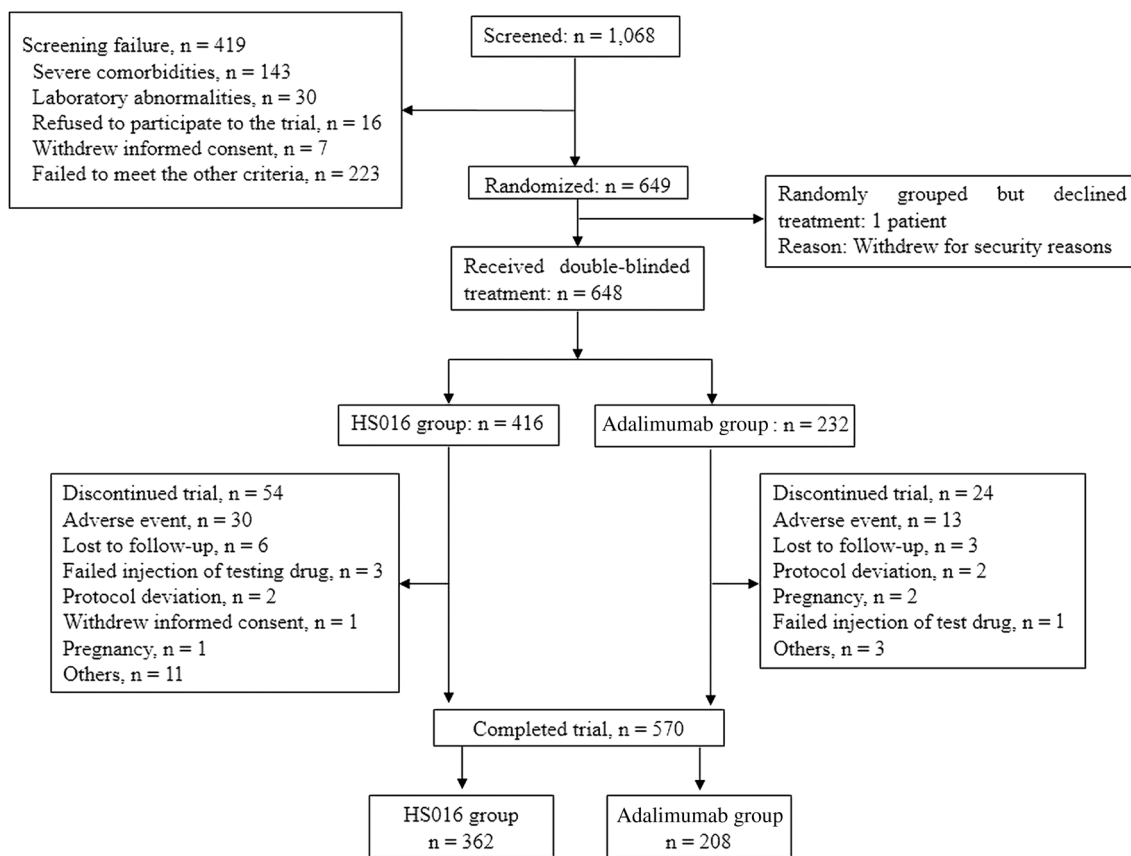 Screened: n = 1,068
Screening failure, n = 419
Severe comorbidities, n = 143
Laboratory abnormalities, n = 30
Refused to participate to the trial, n = 16
Withdrew informed consent, n = 7
Failed to meet the other criteria, n = 223
Randomized: n = 649
Randomly grouped but declined
treatment: 1 patient
Reason: Withdrew for security reasons
Received double-blinded
treatment: n = 648
HS016 group: n = 416
Adalimumab group : n = 232
Discontinued trial, n = 54
Adverse event, n = 30
Lost to follow-up, n = 6
Failed injection of testing drug, n = 3
Protocol deviation, n = 2
Withdrew informed consent, n = 1
Pregnancy, n = 1
Others, n = 11
Discontinued trial, n = 24
Adverse event, n = 13
Lost to follow-up, n = 3
Protocol deviation, n = 2
Pregnancy, n = 2
Failed injection of test drug, n = 1
Others, n = 3
Completed trial, n = 570
HS016 group
n = 362
Adalimumab group
n = 208